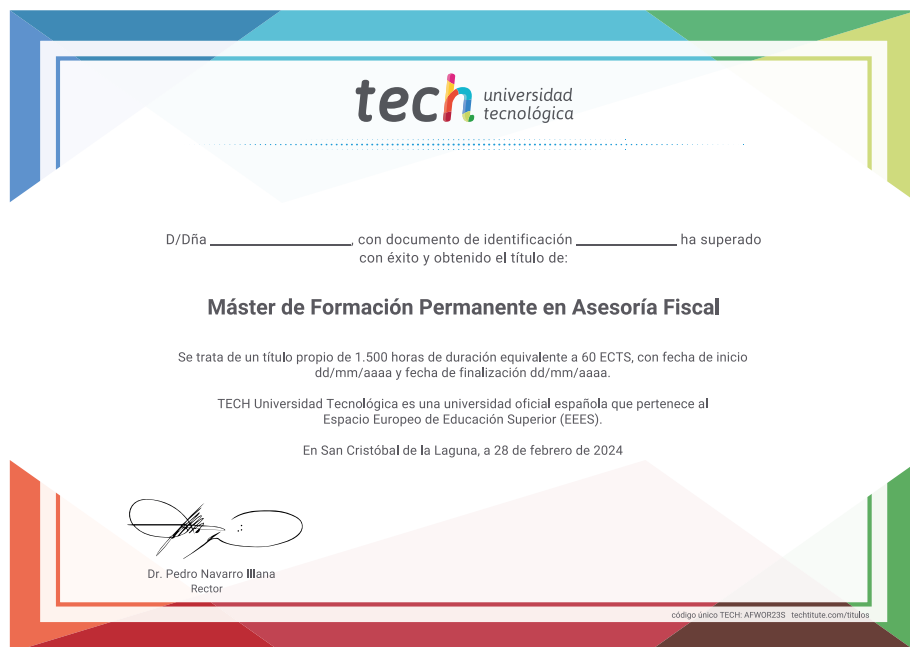 tech universidad
tecnológica
D/Dña ______________, con documento de identificación __________ ha superado
con éxito y obtenido el título de:
Máster de Formación Permanente en Asesoría Fiscal
Se trata de un título propio de 1.500 horas de duración equivalente a 60 ECTS, con fecha de inicio
dd/mm/aaaa y fecha de finalización dd/mm/aaaa.
TECH Universidad Tecnológica es una universidad oficial española que pertenece al
Espacio Europeo de Educación Superior (EEES).
En San Cristóbal de la Laguna, a 28 de febrero de 2024
Dr. Pedro Navarro Illana
Rector
código único TECH: AFWOR23S techtitute.com/titulos